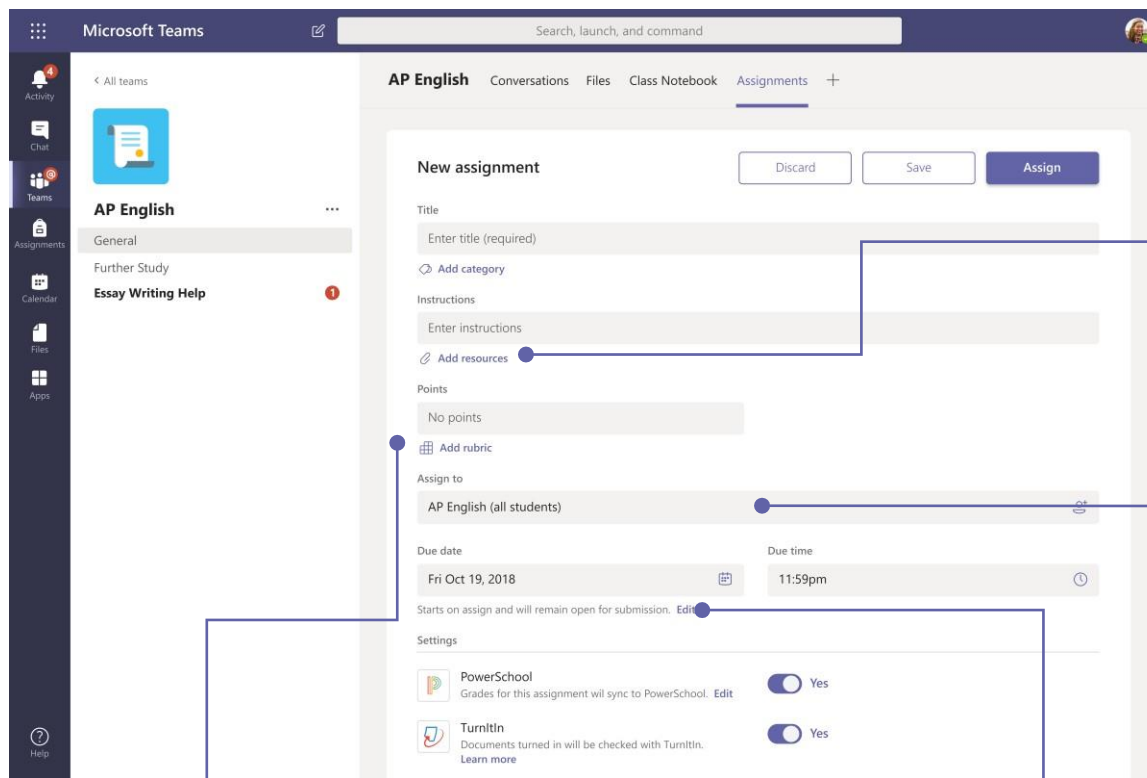 Microsoft Teams
Search, launch, and command
4
Activity
Chat
@
Teams
Assignments
Calendar
Files
Apps
Help
< All teams
AP English
...
General
Further Study
Essay Writing Help
1
AP English Conversations Files Class Notebook Assignments +
New assignment
Discard
Save
Assign
Title
Enter title (required)
Add category
Instructions
Enter instructions
Add resources
Points
No points
Add rubric
Assign to
AP English (all students)
Due date
Due time
Fri Oct 19, 2018
11:59pm
Starts on assign and will remain open for submission. Edit
Settings
PowerSchool
Grades for this assignment wil sync to PowerSchool. Edit
Yes
TurnItIn
Documents turned in will be checked with TurnItIn.
Learn more
Yes